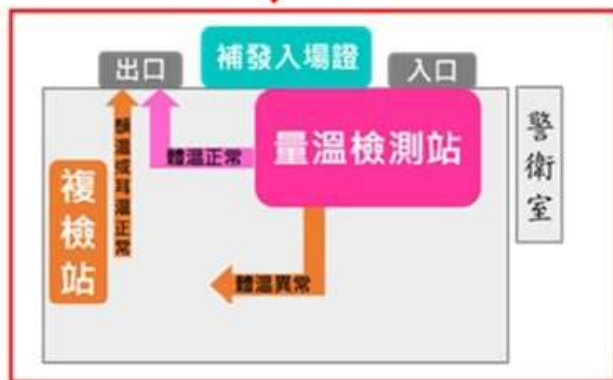 出口
補發入場證
入口
量溫檢測站
警衛室
體溫正常
額溫或耳溫正常
複檢站
體溫異常